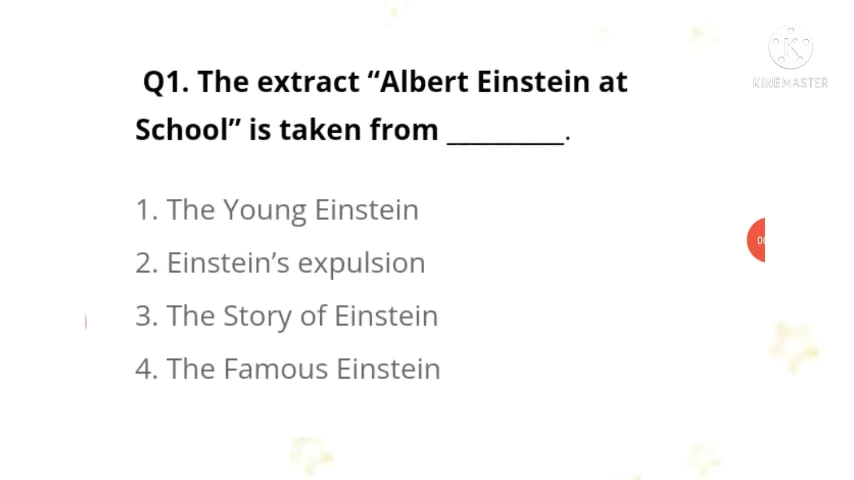 Q1. The extract “Albert Einstein at
School” is taken from __________.
1. The Young Einstein
2. Einstein’s expulsion
3. The Story of Einstein
4. The Famous Einstein
K
KINEMASTER